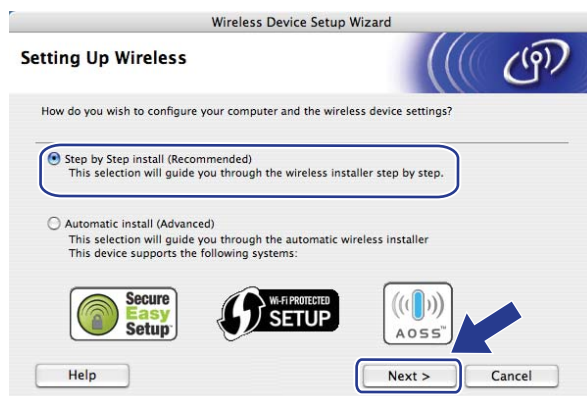 Wireless Device Setup Wizard
Setting Up Wireless
How do you wish to configure your computer and the wireless device settings?
Step by Step install (Recommended)
This selection will guide you through the wireless installer step by step.
Automatic install (Advanced)
This selection will guide you through the automatic wireless installer
This device supports the following systems:
Secure
Easy
Setup
WI-FI PROTECTED
SETUP
AOSS™
Help
Next >
Cancel